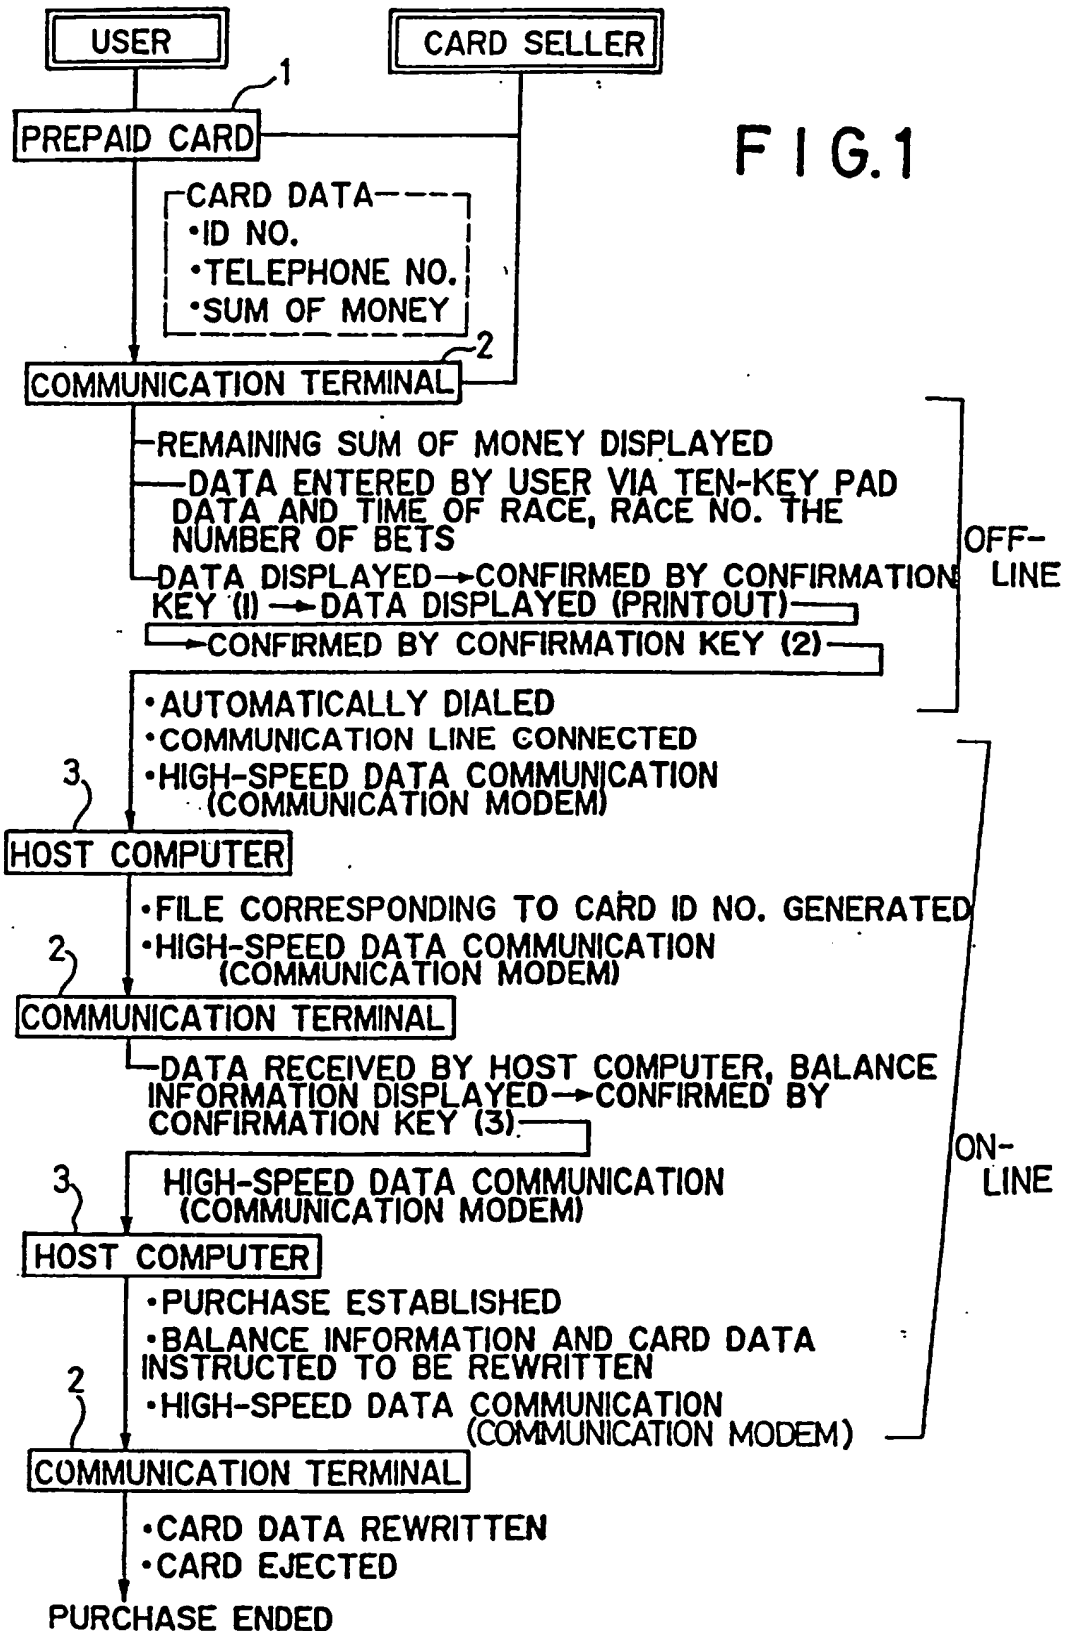 USER
CARD SELLER
1
PREPAID CARD
FIG.1
CARD DATA
•ID NO.
•TELEPHONE NO.
•SUM OF MONEY
2
COMMUNICATION TERMINAL
REMAINING SUM OF MONEY DISPLAYED
DATA ENTERED BY USER VIA TEN-KEY PAD
DATA AND TIME OF RACE, RACE NO. THE
NUMBER OF BETS
OFF-
LINE
DATA DISPLAYED→CONFIRMED BY CONFIRMATION
KEY (1)→DATA DISPLAYED (PRINTOUT)
→CONFIRMED BY CONFIRMATION KEY (2)
•AUTOMATICALLY DIALED
•COMMUNICATION LINE CONNECTED
•HIGH-SPEED DATA COMMUNICATION
(COMMUNICATION MODEM)
3
HOST COMPUTER
•FILE CORRESPONDING TO CARD ID NO. GENERATED
•HIGH-SPEED DATA COMMUNICATION
(COMMUNICATION MODEM)
2
COMMUNICATION TERMINAL
DATA RECEIVED BY HOST COMPUTER, BALANCE
INFORMATION DISPLAYED→CONFIRMED BY
CONFIRMATION KEY (3)
ON-
LINE
HIGH-SPEED DATA COMMUNICATION
(COMMUNICATION MODEM)
3
HOST COMPUTER
•PURCHASE ESTABLISHED
•BALANCE INFORMATION AND CARD DATA
INSTRUCTED TO BE REWRITTEN
•HIGH-SPEED DATA COMMUNICATION
(COMMUNICATION MODEM)
2
COMMUNICATION TERMINAL
•CARD DATA REWRITTEN
•CARD EJECTED
PURCHASE ENDED